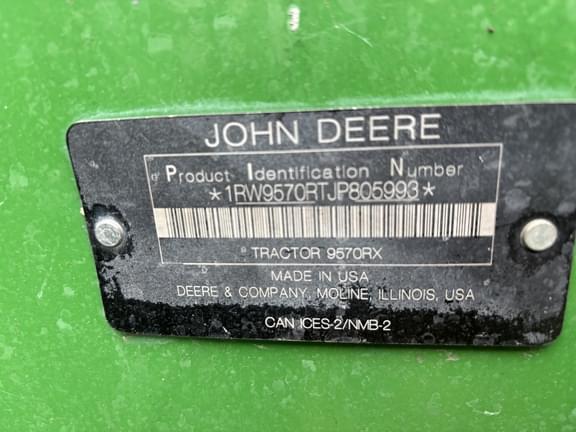 JOHN DEERE
Product Identification Number
*1RW9570RTJP805993*
TRACTOR 9570RX
MADE IN USA
DEERE & COMPANY, MOLINE, ILLINOIS, USA
CAN ICES-2/NMB-2